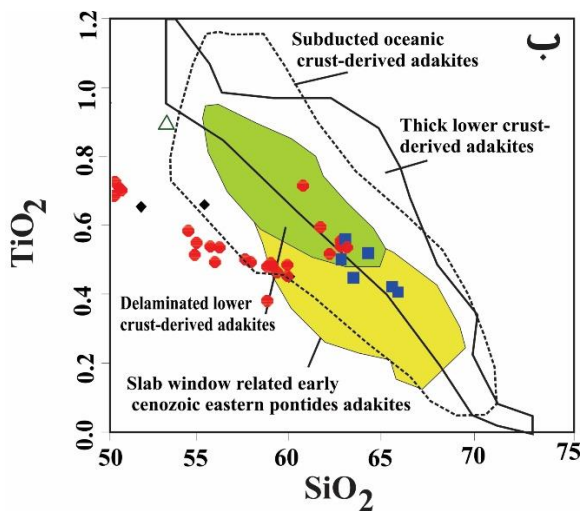 1.2
1.0
0.8
0.6
0.4
0.2
0.0
TiO2
ب
Subducted oceanic
crust-derived adakites
Thick lower crust-
derived adakites
Delaminated lower
crust-derived adakites
Slab window related early
cenozoic eastern pontides adakites
50
55
60
65
70
75
SiO2